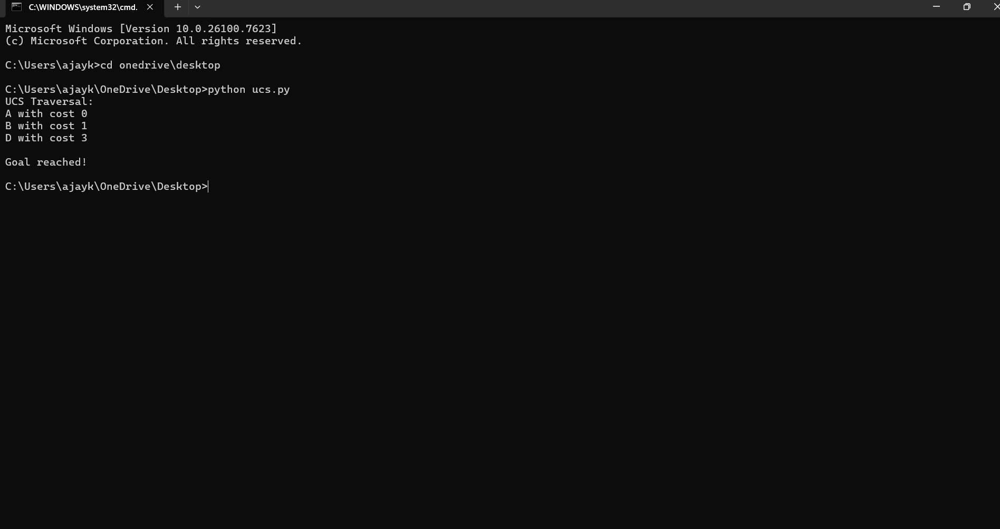 C:\WINDOWS\system32\cmd.
Microsoft Windows [Version 10.0.26100.7623]
(c) Microsoft Corporation. All rights reserved.
C:\Users\ajayk>cd onedrive\desktop
C:\Users\ajayk\OneDrive\Desktop>python ucs.py
UCS Traversal:
A with cost 0
B with cost 1
D with cost 3
Goal reached!
C:\Users\ajayk\OneDrive\Desktop>